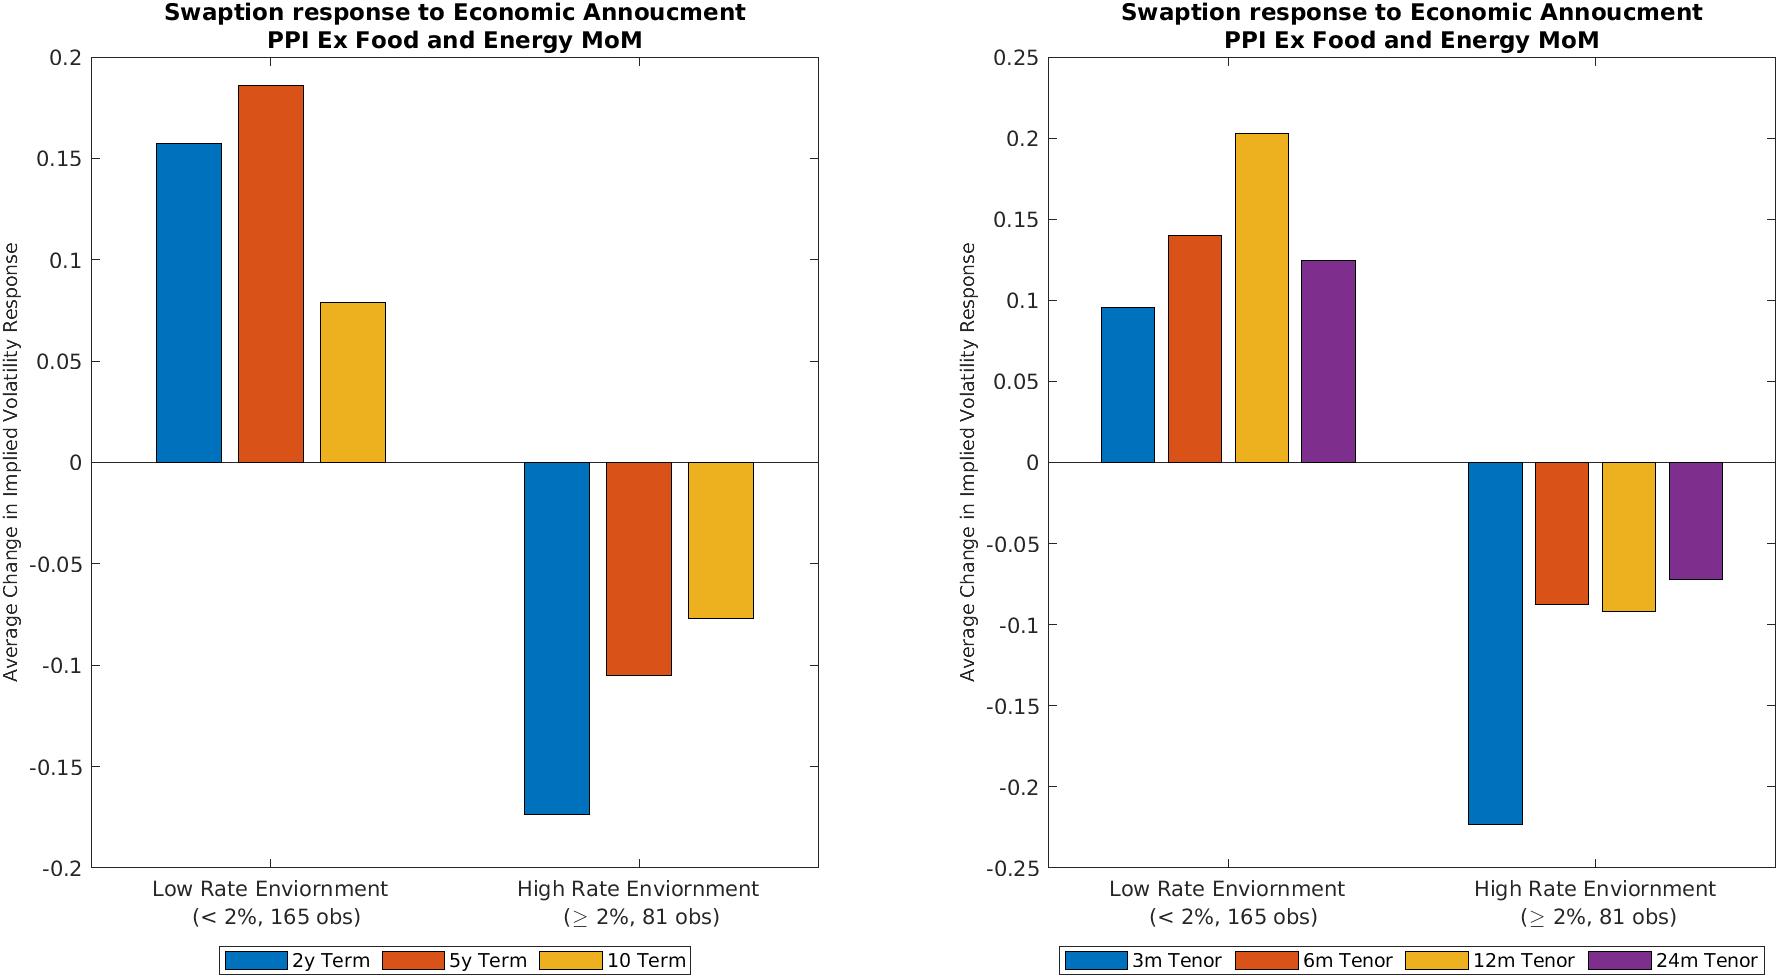 Swaption response to Economic Annoucment
PPI Ex Food and Energy MoM
Average Change in Implied Volatility Response
0.2
0.15
0.1
0.05
0
-0.05
-0.1
-0.15
-0.2
Low Rate Enviornment
(< 2%, 165 obs)
High Rate Enviornment
(≥ 2%, 81 obs)
2y Term 5y Term 10 Term
Swaption response to Economic Annoucment
PPI Ex Food and Energy MoM
Average Change in Implied Volatility Response
0.25
0.2
0.15
0.1
0.05
0
-0.05
-0.1
-0.15
-0.2
-0.25
Low Rate Enviornment
(< 2%, 165 obs)
High Rate Enviornment
(≥ 2%, 81 obs)
3m Tenor 6m Tenor 12m Tenor 24m Tenor